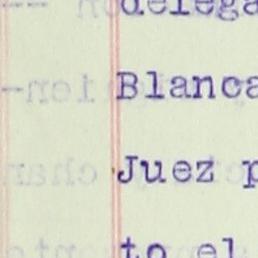 delega
Blanca
Juez p
to el